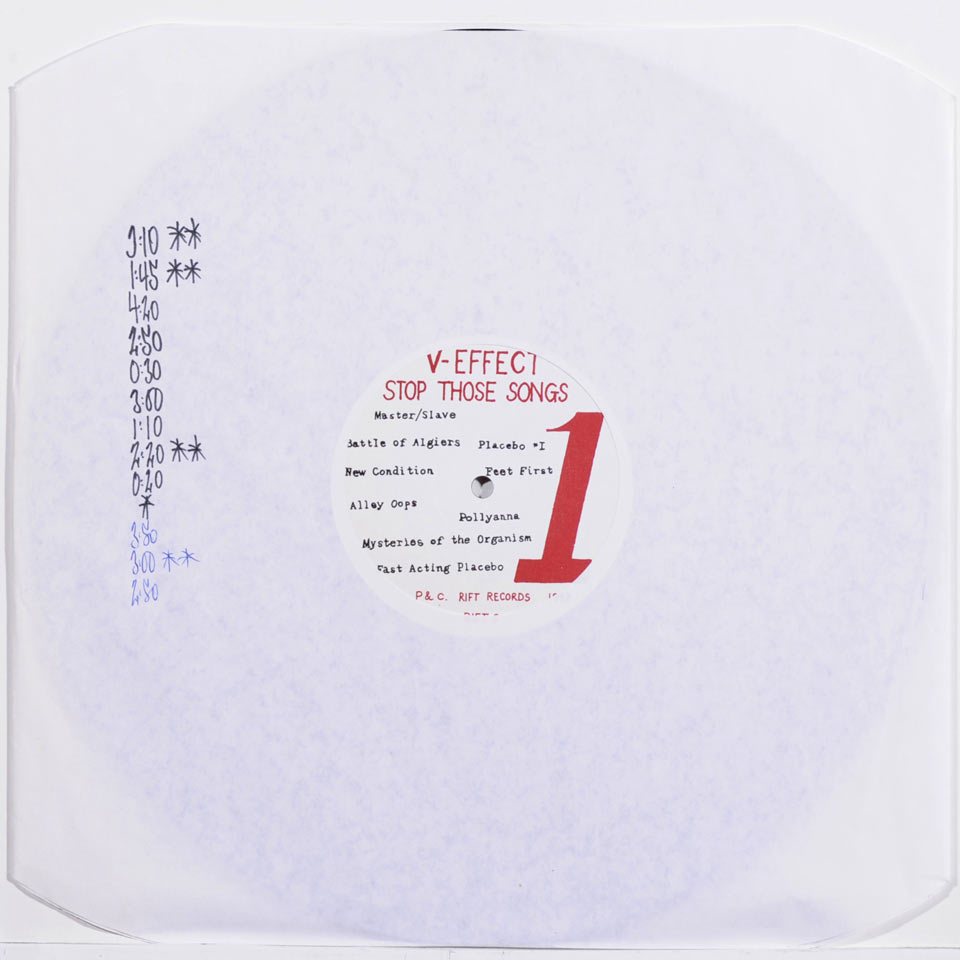 3:10 **
1:45 **
4:20
2:50
0:30
3:00
1:10
2:20 **
0:20
*
3:50
3:00 **
2:50
V-EFFECT
STOP THOSE SONGS
Master/Slave
Battle of Algiers Placebo #I
New Condition Feet First
Alley Oops
Pollyanna
Mysteries of the Organism
Fast Acting Placebo
1
P & C. RIFT RECORDS